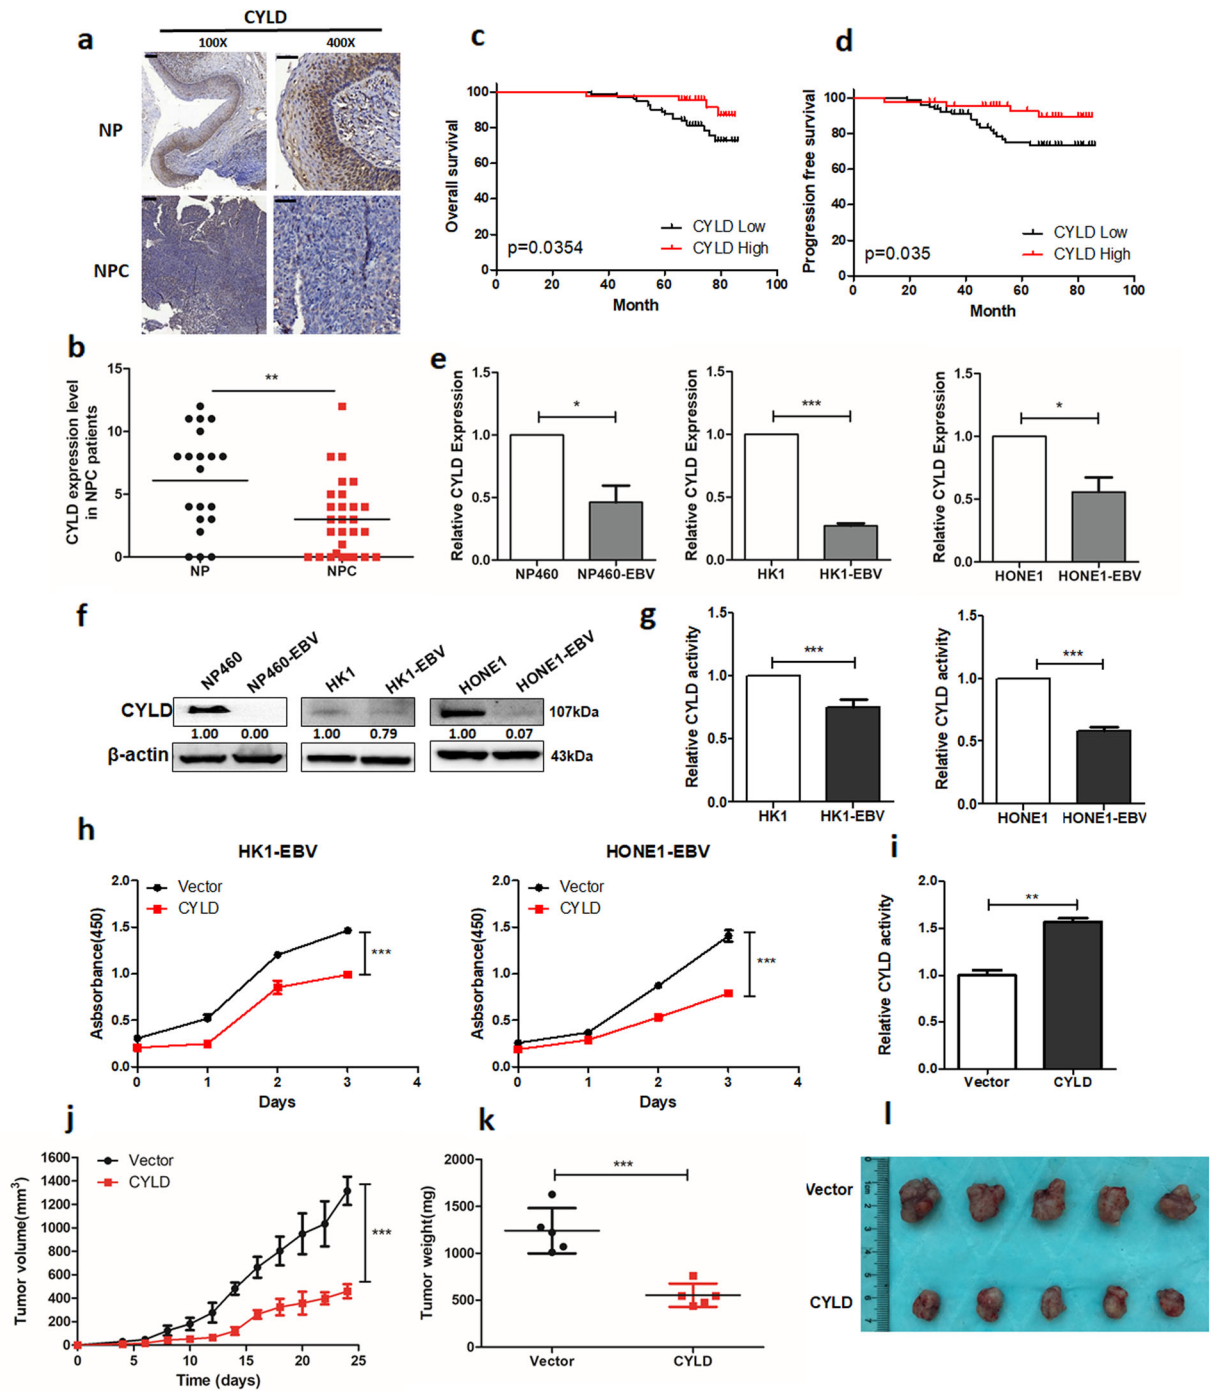 CYLD
a
100X 400X
NP
NPC
c
Overall survival
100
80
60
40
20
0
0 20 40 60 80 100
Month
p=0.0354
CYLD Low
CYLD High
d
Progression free survival
100
80
60
40
20
0
0 20 40 60 80 100
Month
p=0.035
CYLD Low
CYLD High
b
CYLD expression level
in NPC patients
15
10
5
0
**
NP NPC
e
Relative CYLD Expression
1.5
1.0
0.5
0.0
*
NP460 NP460-EBV
Relative CYLD Expression
1.5
1.0
0.5
0.0
***
HK1 HK1-EBV
Relative CYLD Expression
1.5
1.0
0.5
0.0
*
HONE1 HONE1-EBV
f
NP460 NP460-EBV HK1 HK1-EBV HONE1 HONE1-EBV
CYLD 107kDa
1.00 0.00 1.00 0.79 1.00 0.07
β-actin 43kDa
g
Relative CYLD activity
1.5
1.0
0.5
0.0
***
HK1 HK1-EBV
Relative CYLD activity
1.5
1.0
0.5
0.0
***
HONE1 HONE1-EBV
h
HK1-EBV
Asbsorbance(450)
2.0
1.5
1.0
0.5
0.0
Vector
CYLD
***
0 1 2 3 4
Days
HONE1-EBV
Asbsorbance(450)
2.0
1.5
1.0
0.5
0.0
Vector
CYLD
***
0 1 2 3 4
Days
i
Relative CYLD activity
2.0
1.5
1.0
0.5
0.0
**
Vector CYLD
j
Tumor volume(mm³)
1600
1400
1200
1000
800
600
400
200
0
Vector
CYLD
***
0 5 10 15 20 25
Time (days)
k
Tumor weight(mg)
2000
1500
1000
500
0
***
Vector CYLD
l
Vector
CYLD
0
1cm
2
3
4
5
6
7